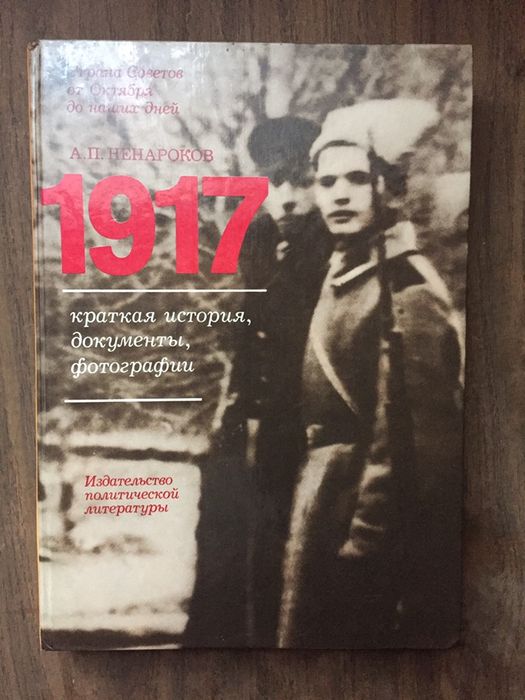 Страна Советов
от Октября
до наших дней
А.П. НЕНАРОКОВ
1917
краткая история,
документы,
фотографии
Издательство
политической
литературы